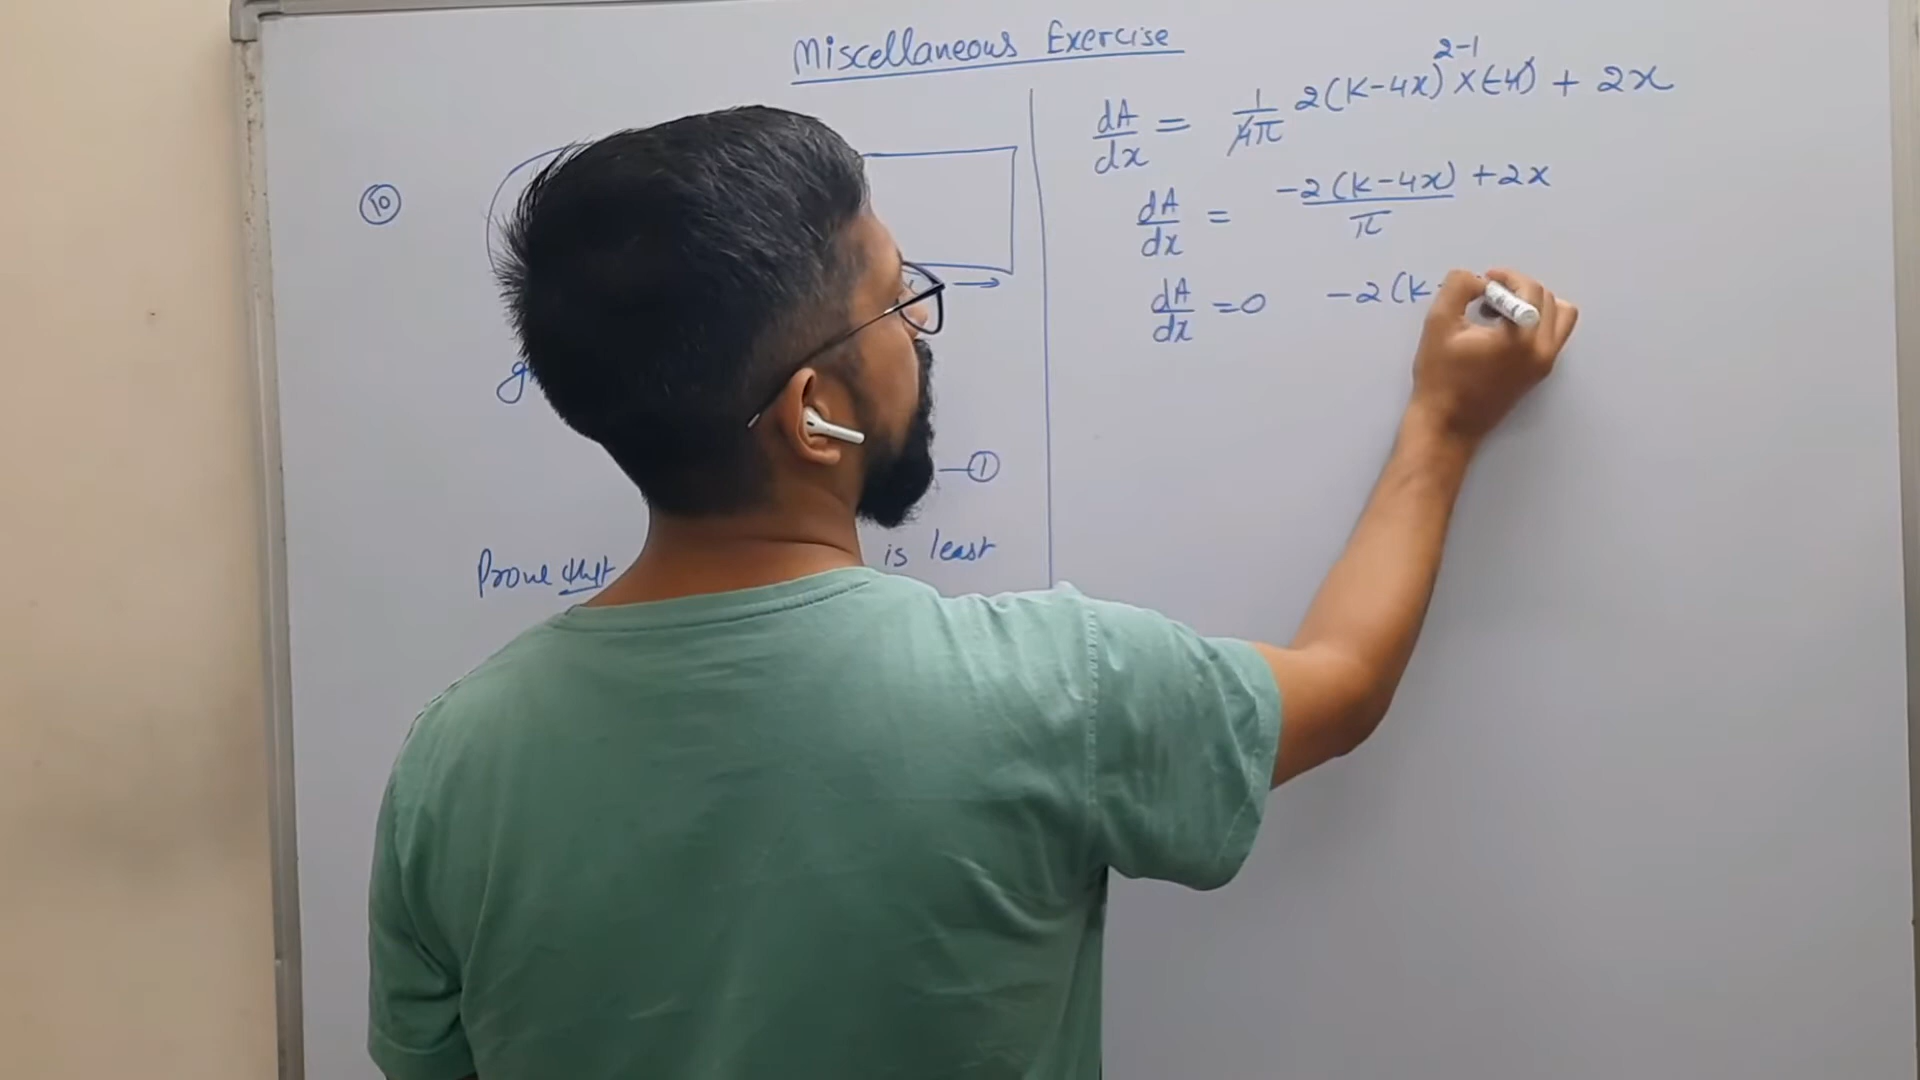 Miscellaneous Exercise
10
①
Prove that is least
dA/dx = 1/4π 2(k-4x)^2-1 x(-4) + 2x
dA/dx = -2(k-4x)/π +2x
dA/dx =0 -2(k-